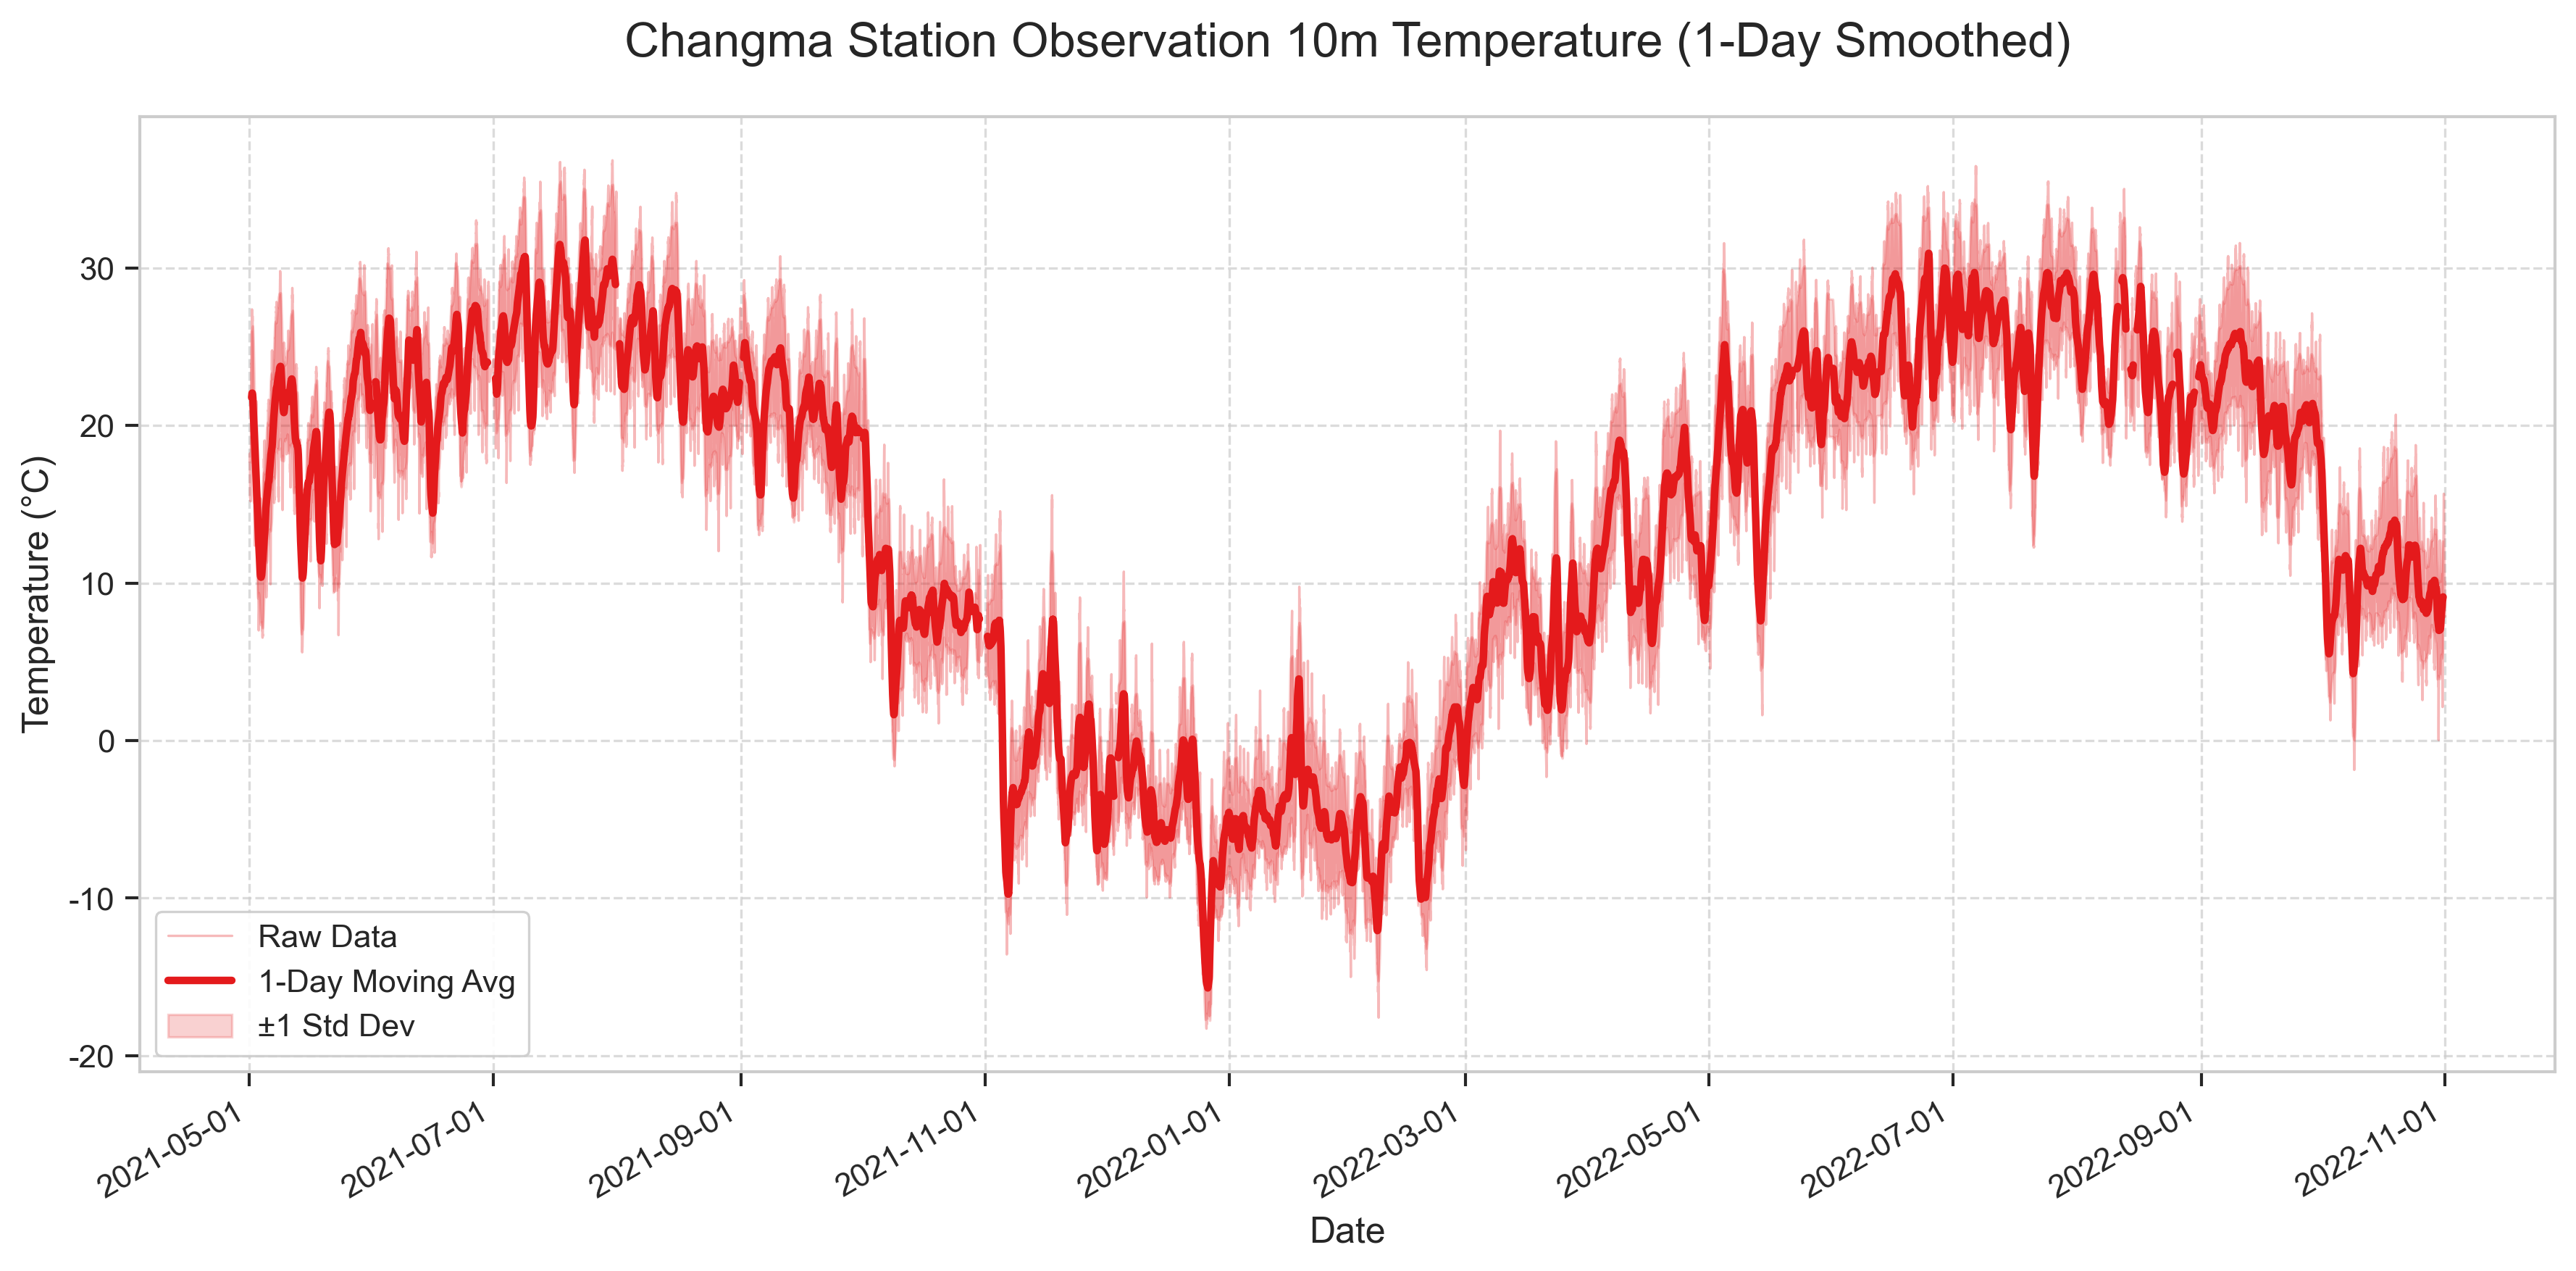 Changma Station Observation 10m Temperature (1-Day Smoothed)
Temperature (°C)
30
20
10
0
-10
-20
Raw Data
1-Day Moving Avg
±1 Std Dev
2021-05-01
2021-07-01
2021-09-01
2021-11-01
2022-01-01
2022-03-01
2022-05-01
2022-07-01
2022-09-01
2022-11-01
Date